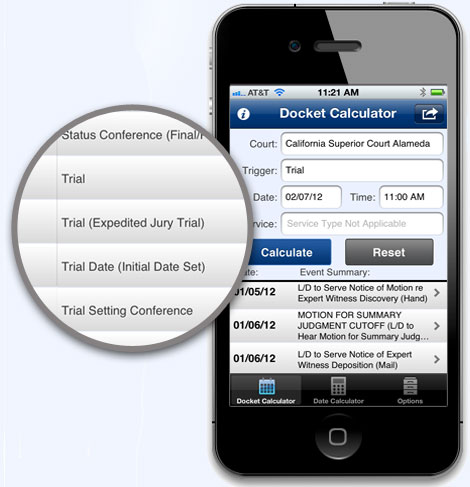 Status Conference (Final/
Trial
Trial (Expedited Jury Trial)
Trial Date (Initial Date Set)
Trial Setting Conference
AT&T 11:21 AM
Docket Calculator
Court: California Superior Court Alameda
Trigger: Trial
Date: 02/07/12 Time: 11:00 AM
rvice: Service Type Not Applicable
Calculate Reset
ate: Event Summary:
01/05/12 L/D to Serve Notice of Motion re
Expert Witness Discovery (Hand)
01/06/12 MOTION FOR SUMMARY
JUDGMENT CUTOFF (L/D to
Hear Motion for Summary Judg…
01/06/12 L/D to Serve Notice of Expert
Witness Deposition (Mail)
Docket Calculator Date Calculator Options